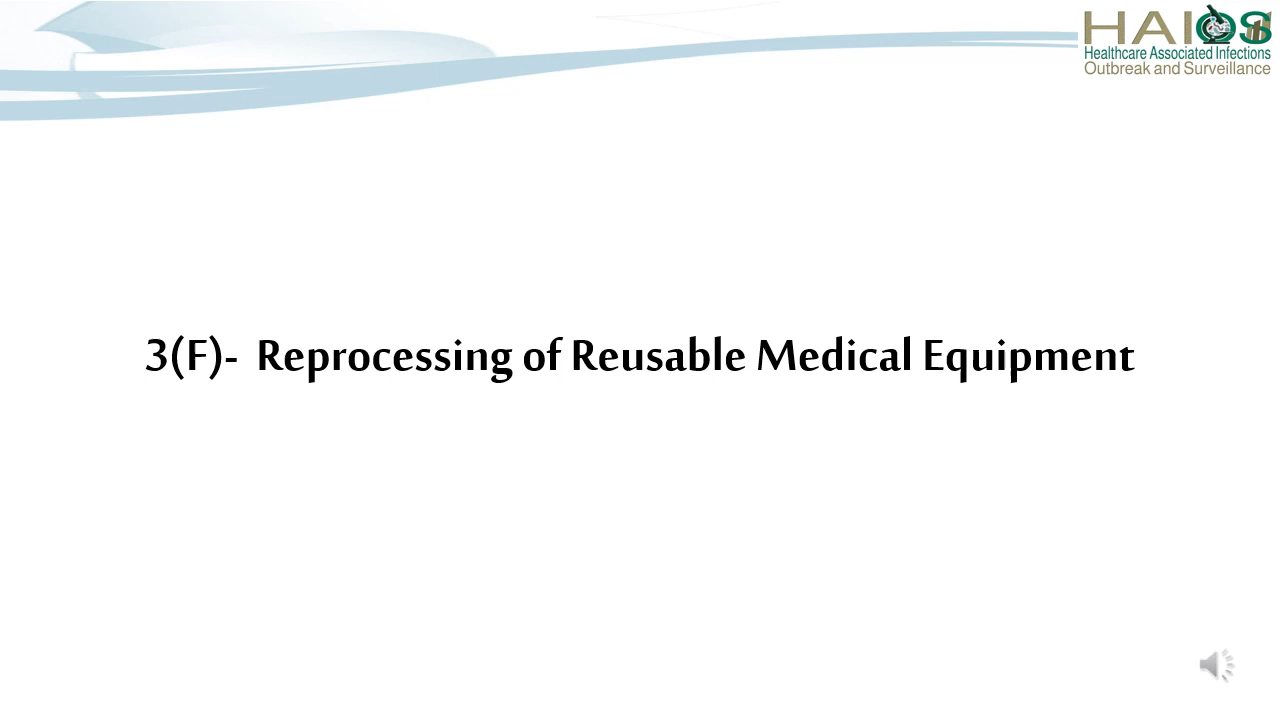 HAIOS
Healthcare Associated Infections
Outbreak and Surveillance
3(F)- Reprocessing of Reusable Medical Equipment